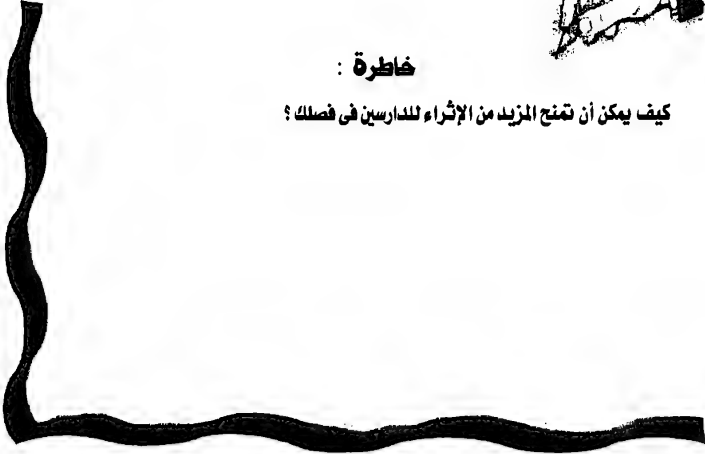 خاطرة :
كيف يمكن أن تمنح المزيد من الإثراء للدارسين فى فصلك ؟